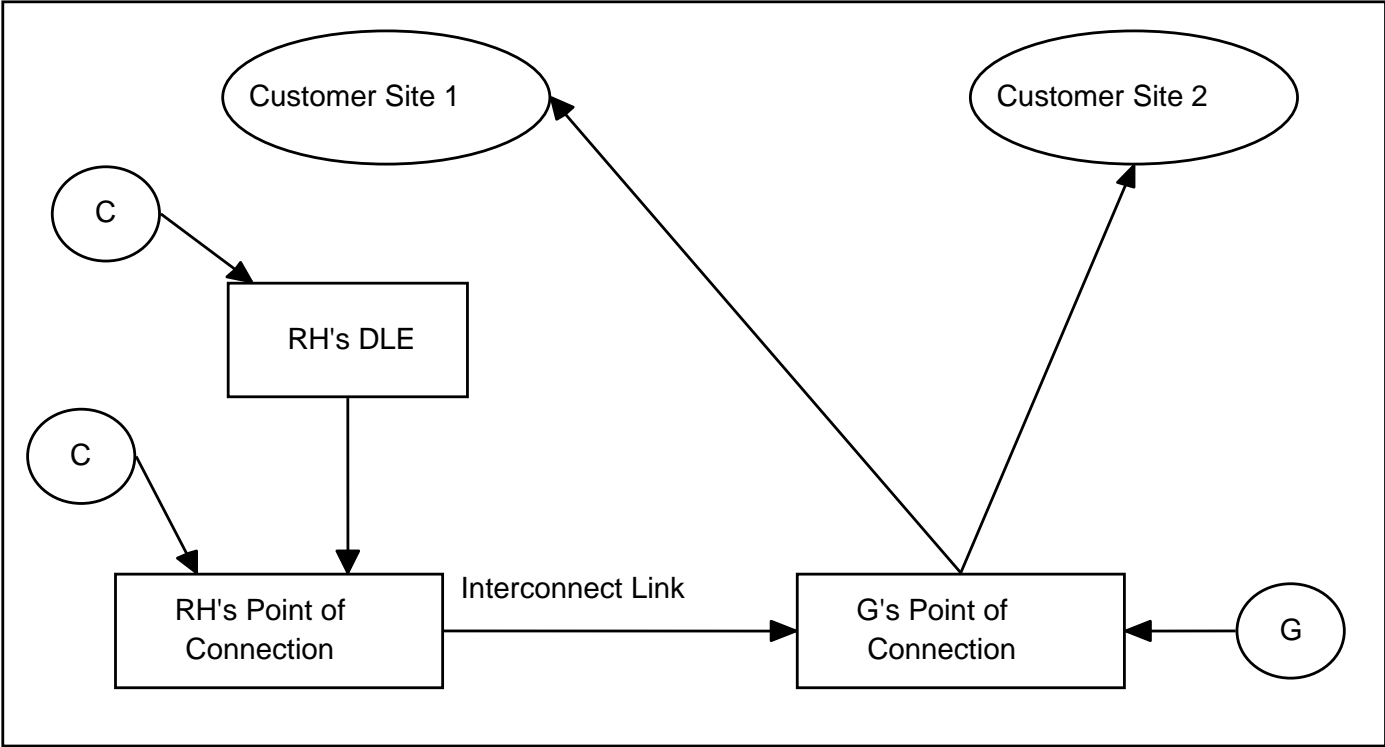 Customer Site 1
Customer Site 2
C
RH's DLE
C
Interconnect Link
RH's Point of
Connection
G's Point of
Connection
G